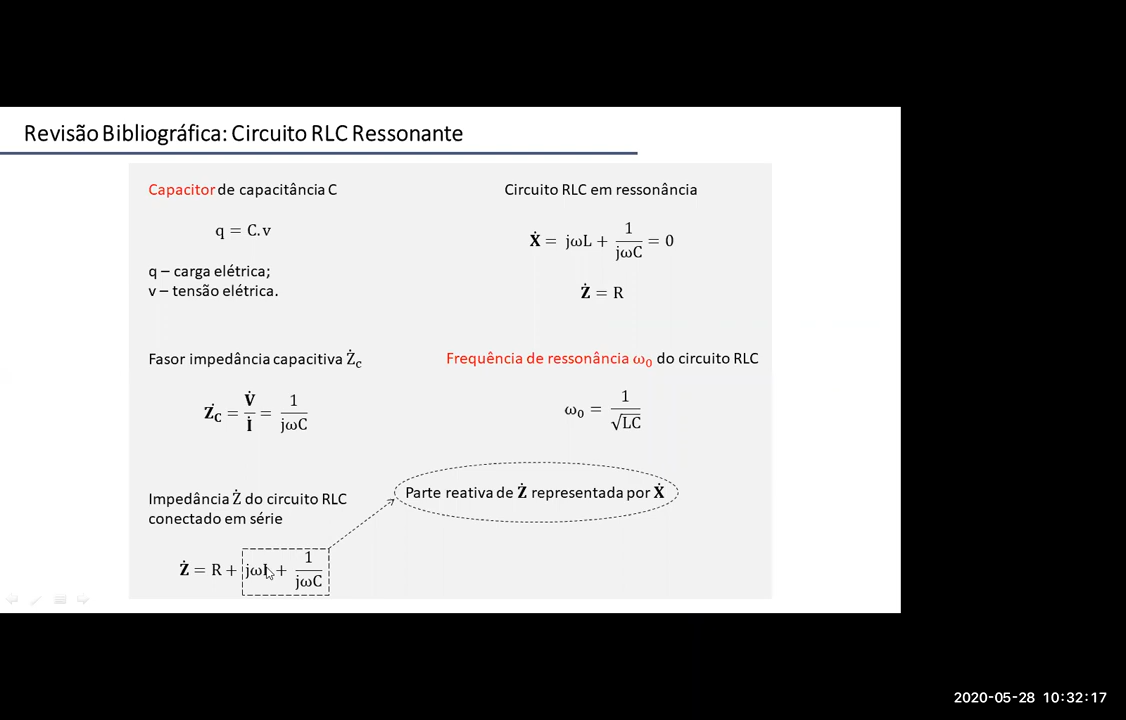 Revisão Bibliográfica: Circuito RLC Ressonante
Capacitor de capacitância C
q = C.v
q – carga elétrica;
v – tensão elétrica.
Fasor impedância capacitiva Ż_c
Ż_C = V̇/İ = 1/jωC
Impedância Ż do circuito RLC
conectado em série
Ż = R + jωL + 1/jωC
Circuito RLC em ressonância
Ẋ = jωL + 1/jωC = 0
Ż = R
Frequência de ressonância ω₀ do circuito RLC
ω₀ = 1/√LC
Parte reativa de Ż representada por Ẋ
2020-05-28 10:32:17